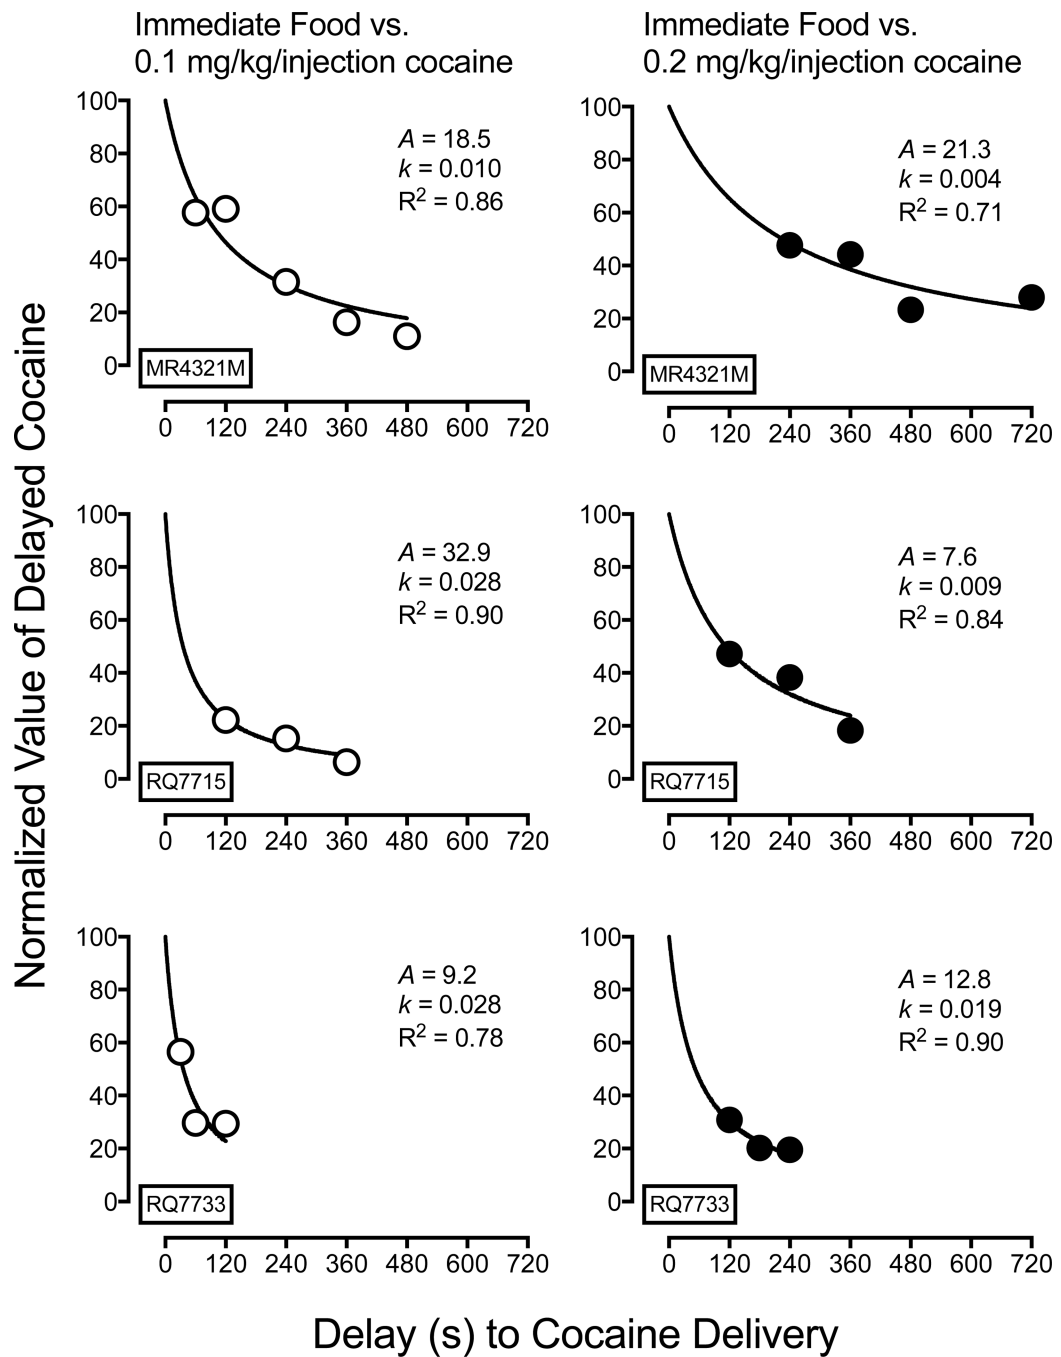 Immediate Food vs.
0.1 mg/kg/injection cocaine
Immediate Food vs.
0.2 mg/kg/injection cocaine
Normalized Value of Delayed Cocaine
100
80
60
40
20
0
A = 18.5
k = 0.010
R² = 0.86
MR4321M
0 120 240 360 480 600 720
100
80
60
40
20
0
A = 21.3
k = 0.004
R² = 0.71
MR4321M
0 120 240 360 480 600 720
100
80
60
40
20
0
A = 32.9
k = 0.028
R² = 0.90
RQ7715
0 120 240 360 480 600 720
100
80
60
40
20
0
A = 7.6
k = 0.009
R² = 0.84
RQ7715
0 120 240 360 480 600 720
100
80
60
40
20
0
A = 9.2
k = 0.028
R² = 0.78
RQ7733
0 120 240 360 480 600 720
100
80
60
40
20
0
A = 12.8
k = 0.019
R² = 0.90
RQ7733
0 120 240 360 480 600 720
Delay (s) to Cocaine Delivery